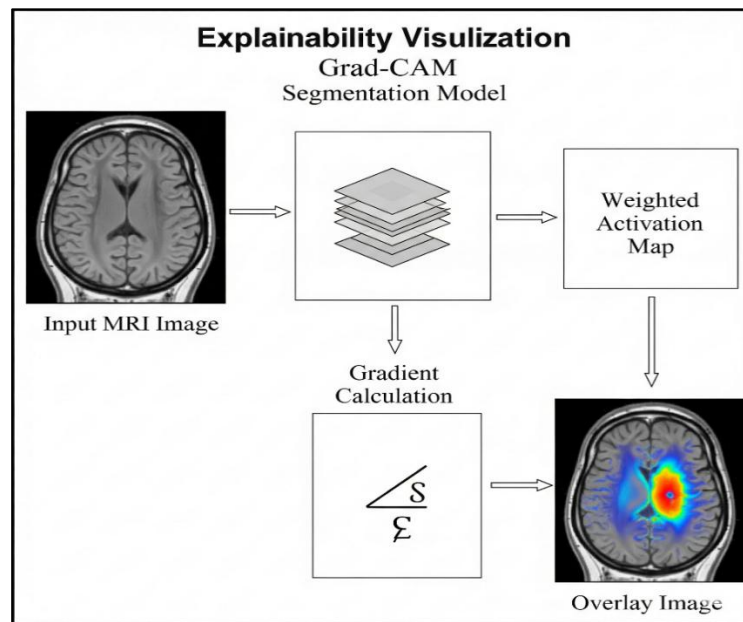 Explainability Visulization
Grad-CAM
Segmentation Model
Input MRI Image
Weighted
Activation
Map
Gradient
Calculation
S
Overlay Image